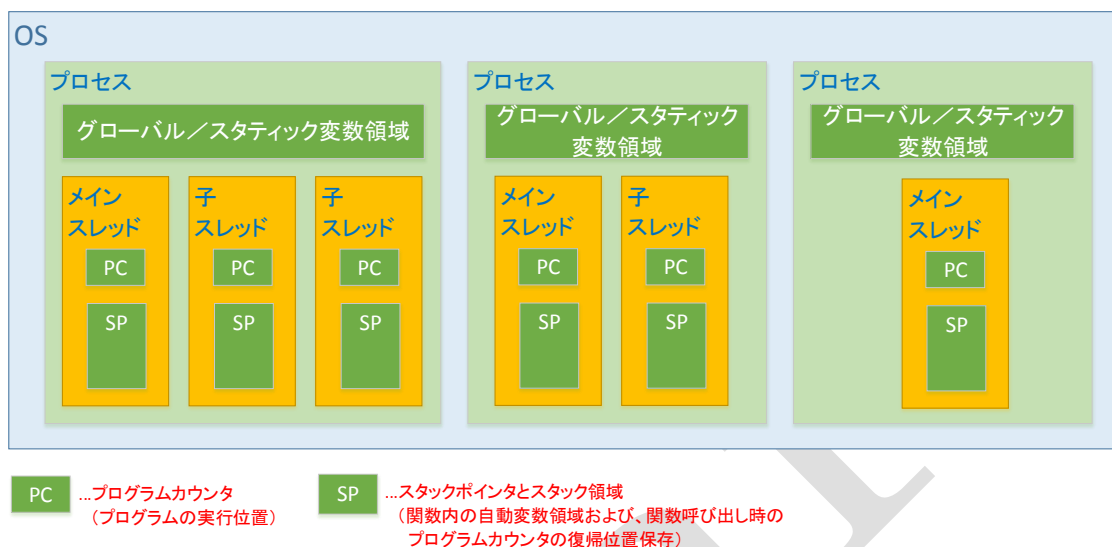 OS
プロセス
グローバル／スタティック変数領域
メイン
スレッド
PC
SP
子
スレッド
PC
SP
子
スレッド
PC
SP
プロセス
グローバル／スタティック
変数領域
メイン
スレッド
PC
SP
子
スレッド
PC
SP
プロセス
グローバル／スタティック
変数領域
メイン
スレッド
PC
SP
PC …プログラムカウンタ
（プログラムの実行位置）
SP …スタックポインタとスタック領域
（関数内の自動変数領域および、関数呼び出し時の
プログラムカウンタの復帰位置保存）